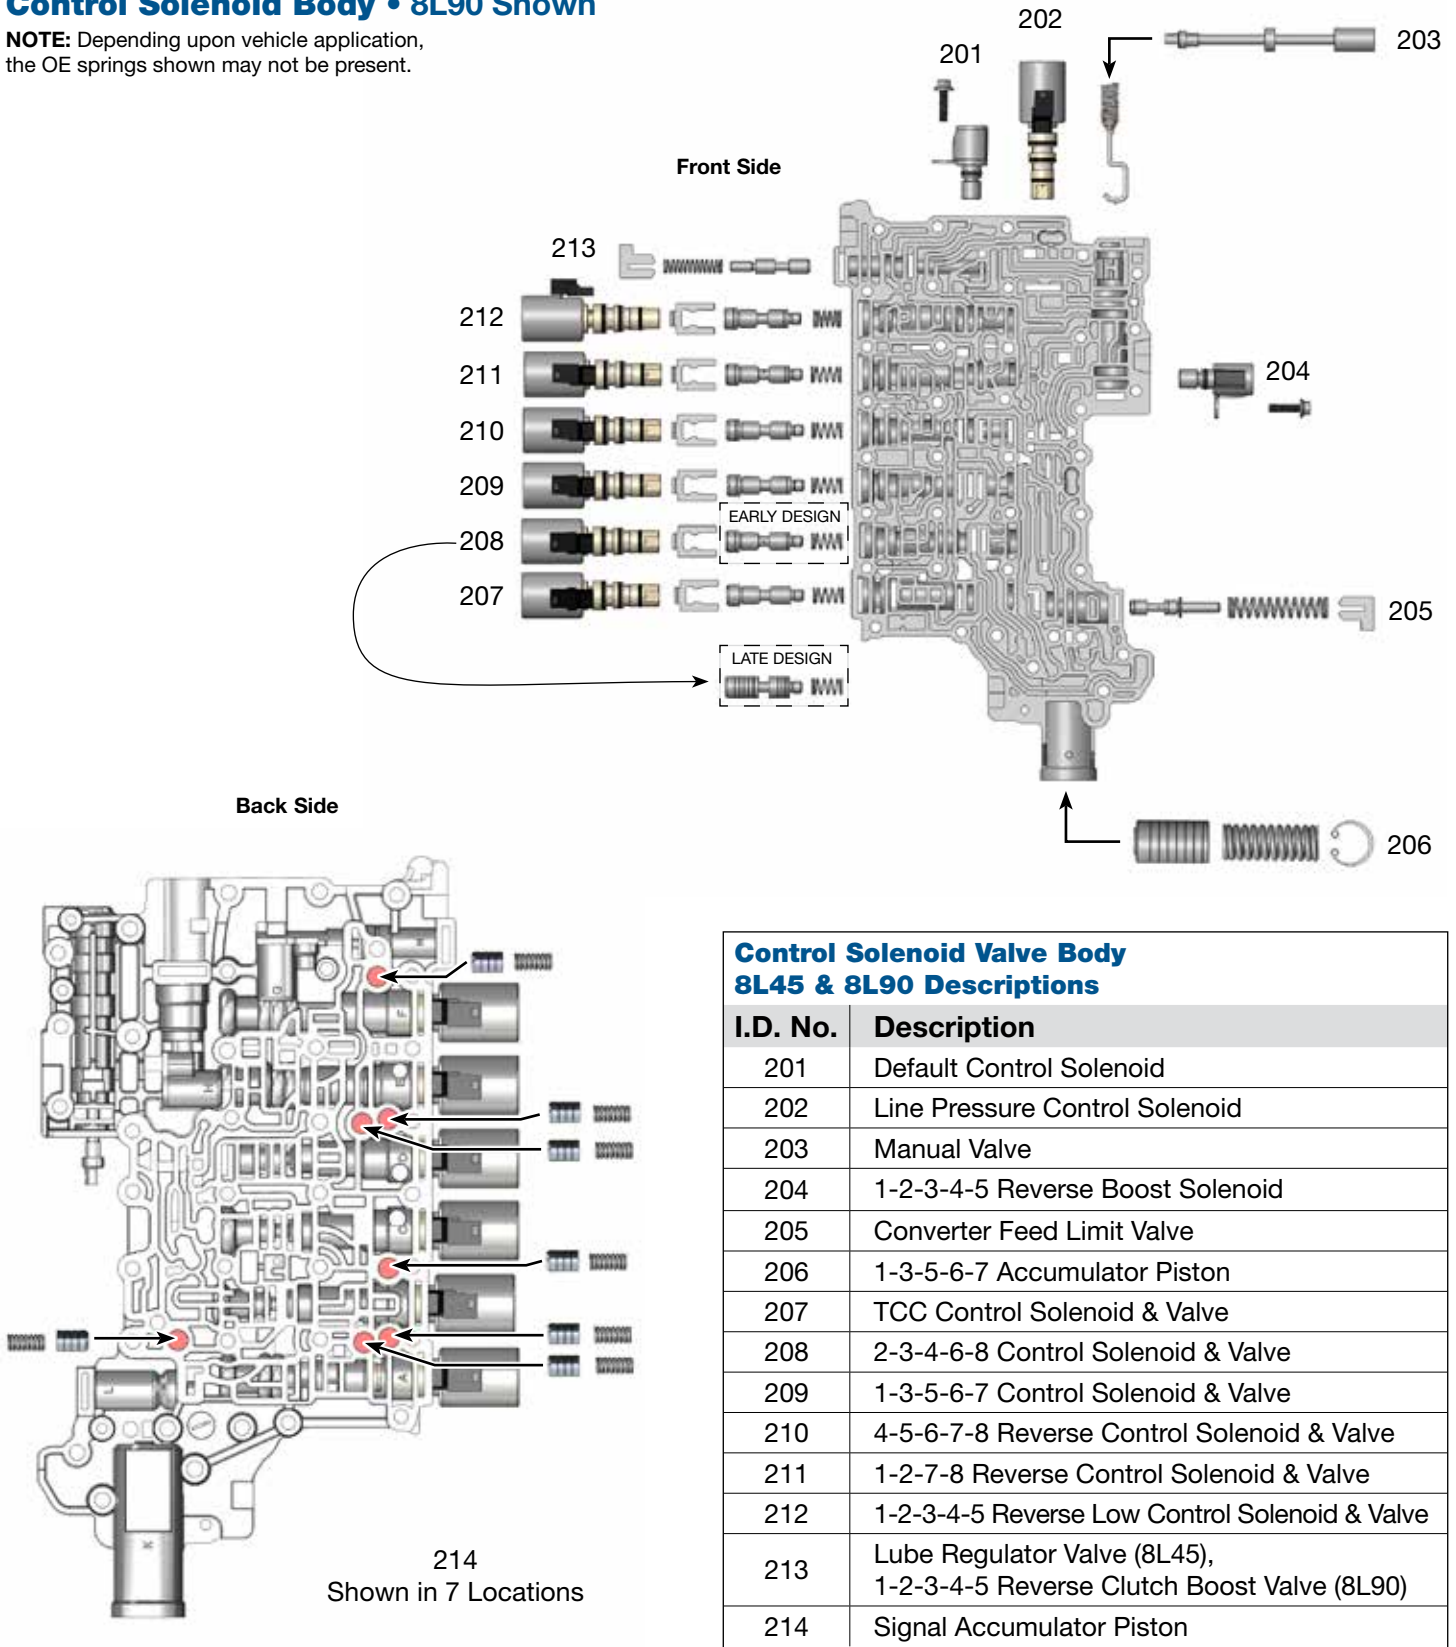 Control Solenoid Body • 8L90 Shown
NOTE: Depending upon vehicle application,
the OE springs shown may not be present.
202
203
201
Front Side
213
212
211
204
210
209
EARLY DESIGN
208
207
205
LATE DESIGN
Back Side
206
214
Shown in 7 Locations
Control Solenoid Valve Body
8L45 & 8L90 Descriptions
I.D. No. Description
201 Default Control Solenoid
202 Line Pressure Control Solenoid
203 Manual Valve
204 1-2-3-4-5 Reverse Boost Solenoid
205 Converter Feed Limit Valve
206 1-3-5-6-7 Accumulator Piston
207 TCC Control Solenoid & Valve
208 2-3-4-6-8 Control Solenoid & Valve
209 1-3-5-6-7 Control Solenoid & Valve
210 4-5-6-7-8 Reverse Control Solenoid & Valve
211 1-2-7-8 Reverse Control Solenoid & Valve
212 1-2-3-4-5 Reverse Low Control Solenoid & Valve
213 Lube Regulator Valve (8L45),
1-2-3-4-5 Reverse Clutch Boost Valve (8L90)
214 Signal Accumulator Piston